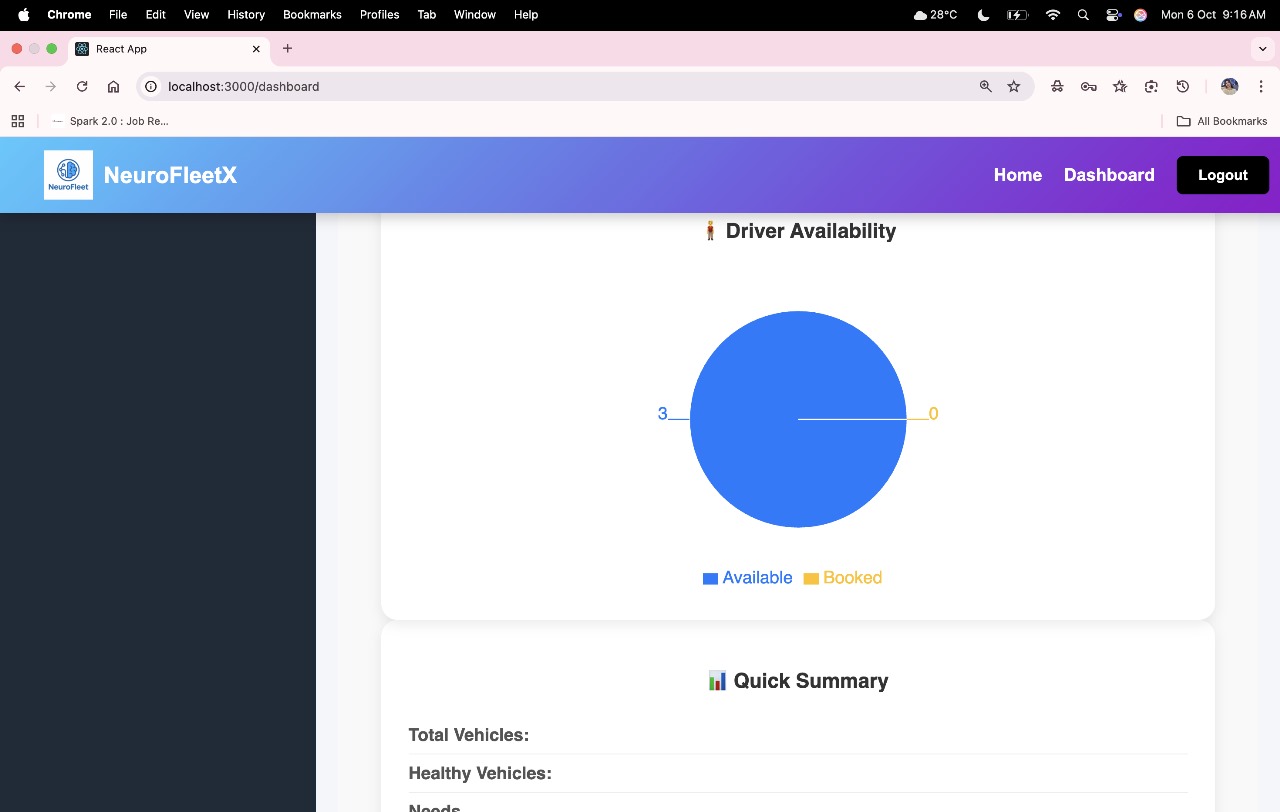 Chrome File Edit View History Bookmarks Profiles Tab Window Help 28°C Mon 6 Oct 9:16 AM
React App
localhost:3000/dashboard
Spark 2.0 : Job Re... All Bookmarks
NeuroFleet NeuroFleetX Home Dashboard Logout
Driver Availability
3 0
Available Booked
Quick Summary
Total Vehicles:
Healthy Vehicles:
Needs